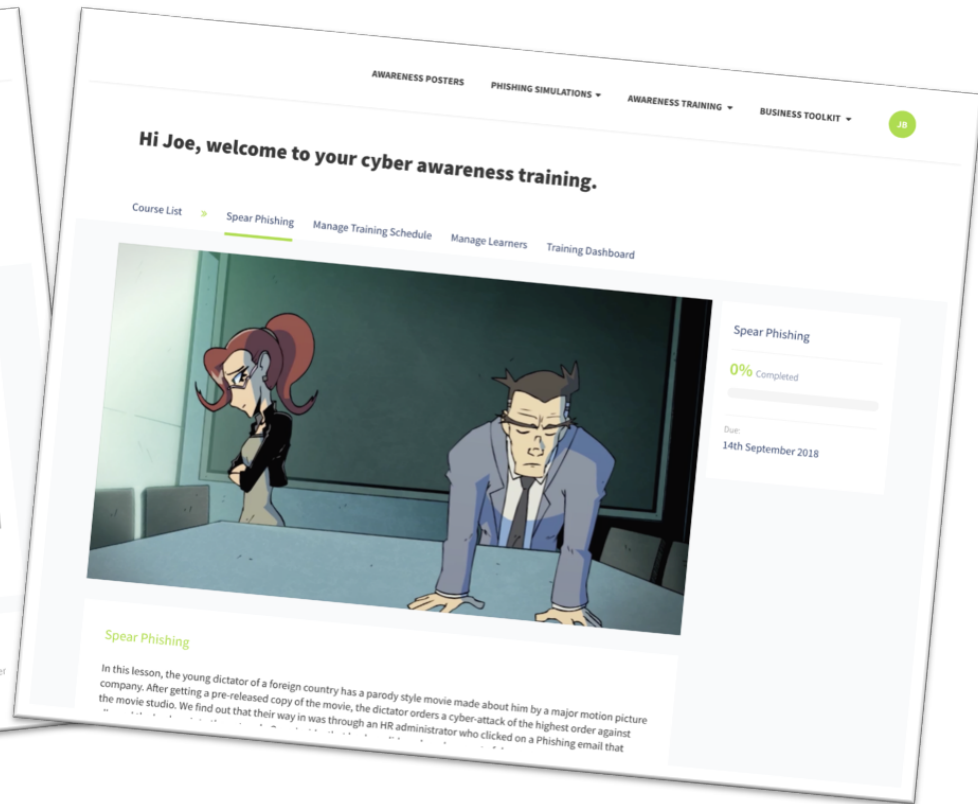 AWARENESS POSTERS PHISHING SIMULATIONS AWARENESS TRAINING BUSINESS TOOLKIT JB
Hi Joe, welcome to your cyber awareness training.
Course List » Spear Phishing Manage Training Schedule Manage Learners Training Dashboard
Spear Phishing
0% Completed
Due:
14th September 2018
Spear Phishing
In this lesson, the young dictator of a foreign country has a parody style movie made about him by a major motion picture
company. After getting a pre-released copy of the movie, the dictator orders a cyber-attack of the highest order against
the movie studio. We find out that their way in was through an HR administrator who clicked on a Phishing email that